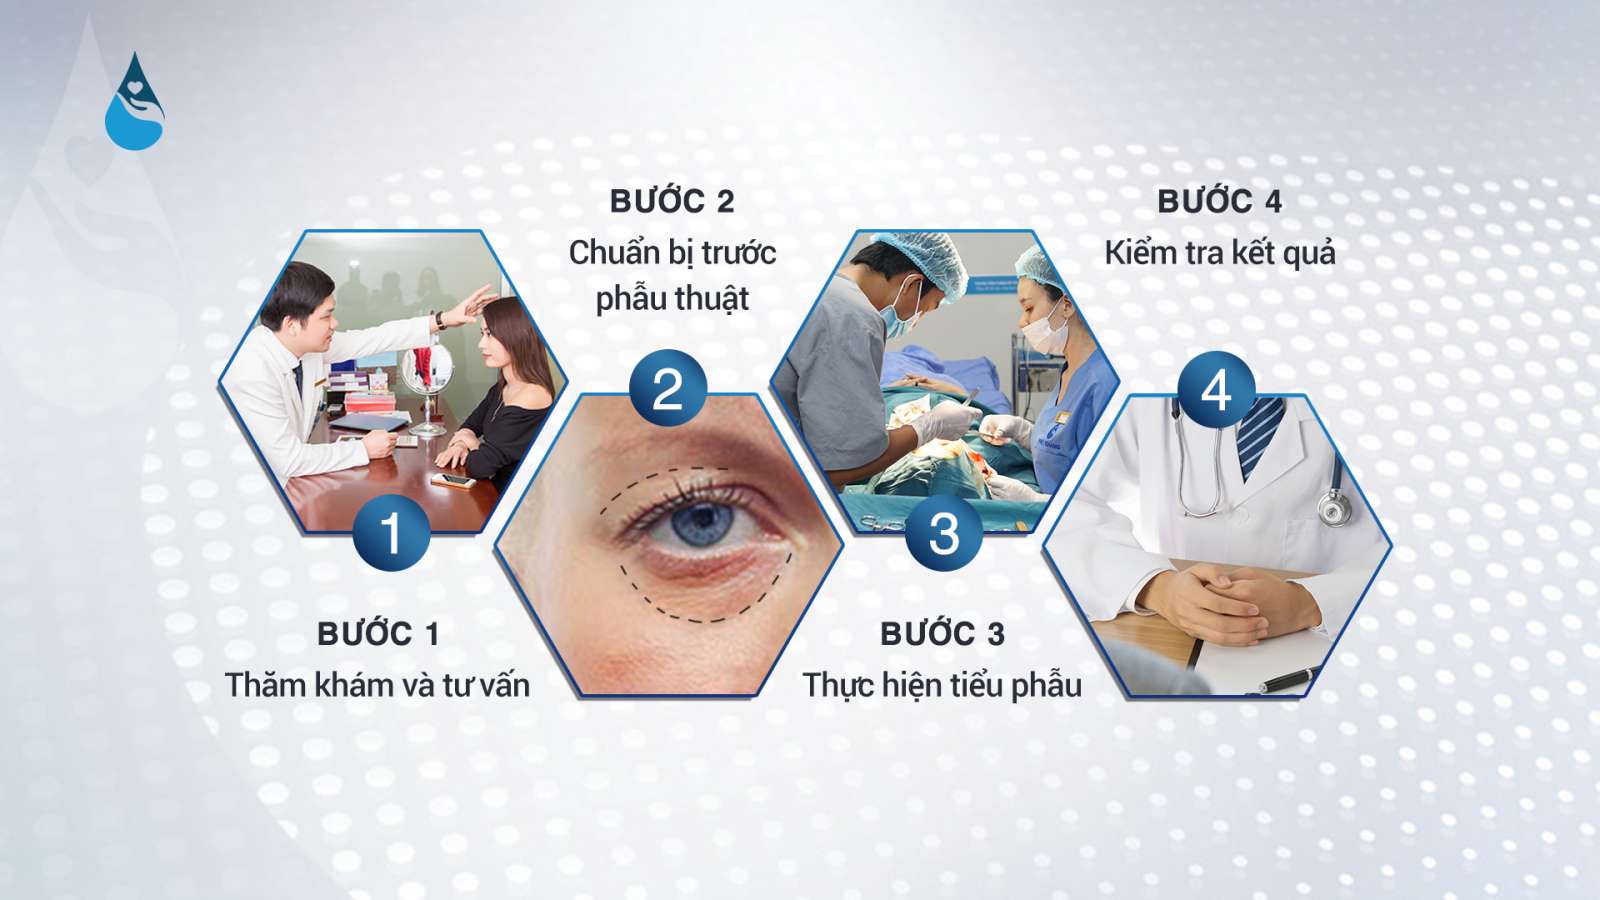 BƯỚC 1
Thăm khám và tư vấn
1
BƯỚC 2
Chuẩn bị trước
phẫu thuật
2
BƯỚC 3
Thực hiện tiểu phẫu
3
BƯỚC 4
Kiểm tra kết quả
4